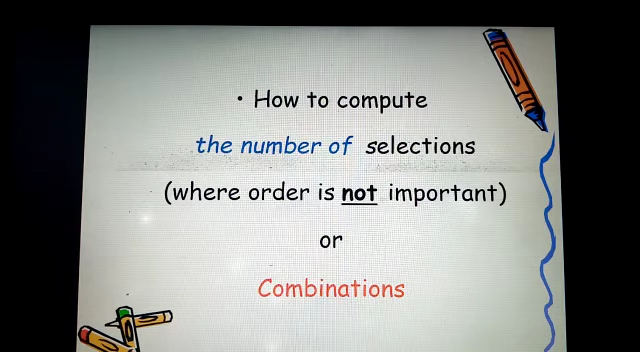 • How to compute
the number of selections
(where order is not important)
or
Combinations